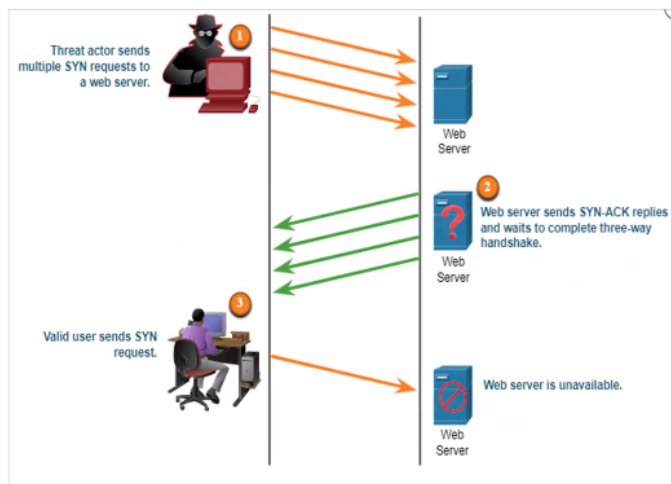 1
Threat actor sends
multiple SYN requests to
a web server.
Web
Server
2
Web server sends SYN-ACK replies
and waits to complete three-way
handshake.
?
Web
Server
3
Valid user sends SYN
request.
Web server is unavailable.
Web
Server